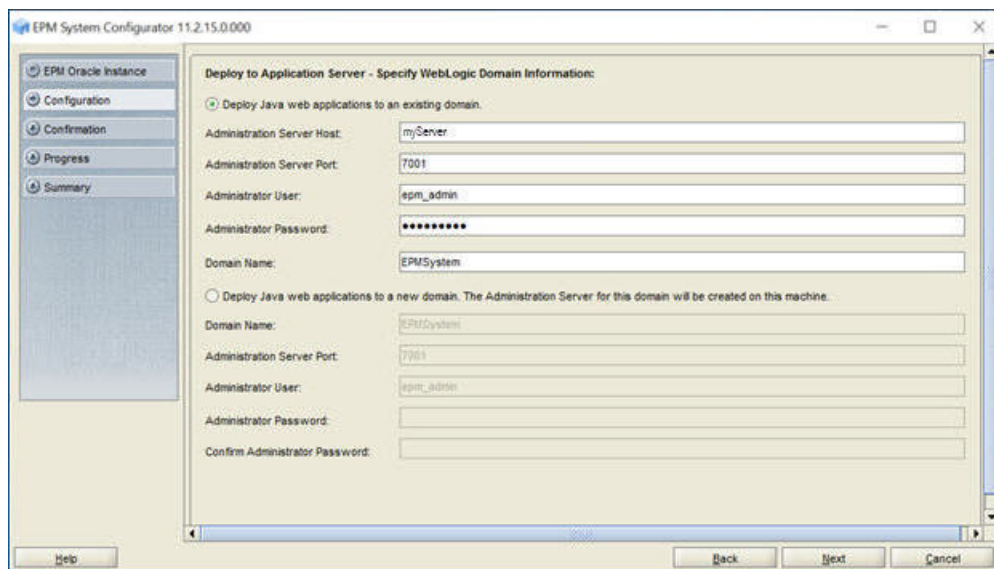 EPM System Configurator 11.2.15.0.000
EPM Oracle Instance
Configuration
Confirmation
Progress
Summary
Deploy to Application Server - Specify WebLogic Domain Information:
Deploy Java web applications to an existing domain.
Administration Server Host: myServer
Administration Server Port: 7001
Administrator User: epm_admin
Administrator Password: •••••••••
Domain Name: EPMSystem
Deploy Java web applications to a new domain. The Administration Server for this domain will be created on this machine.
Domain Name: EPMSystem
Administration Server Port: 7001
Administrator User: epm_admin
Administrator Password:
Confirm Administrator Password:
Help Back Next Cancel